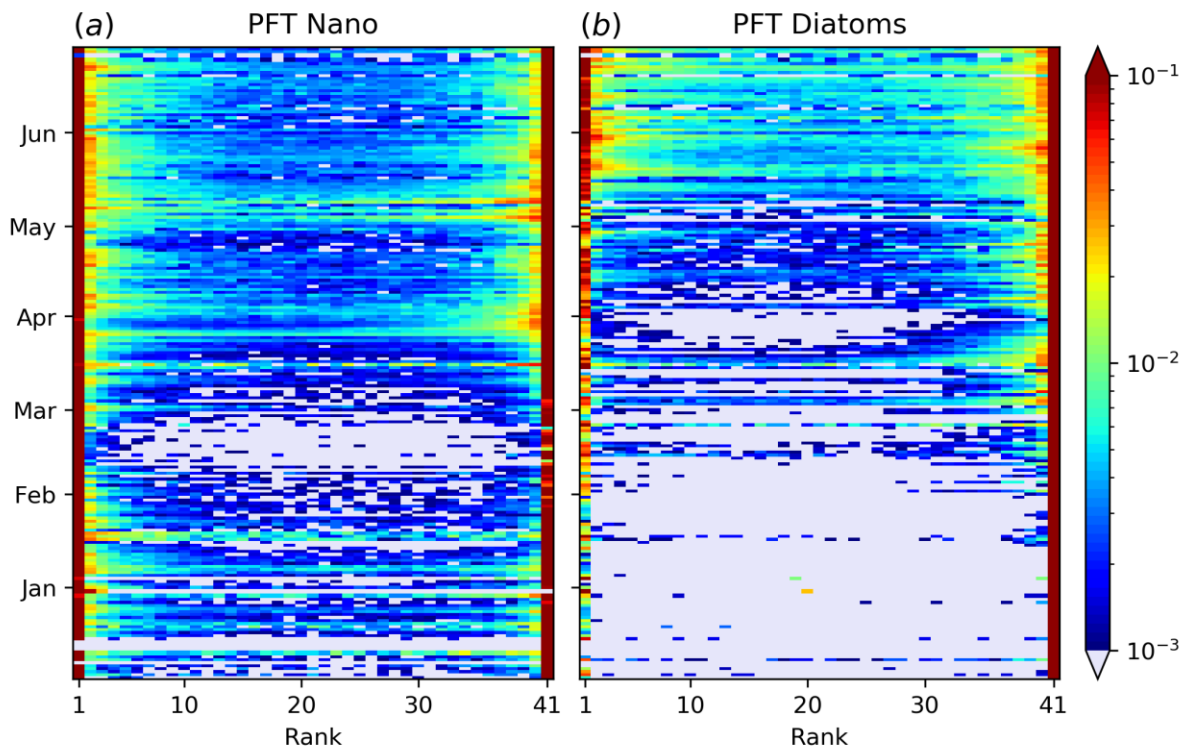 (a) PFT Nano
(b) PFT Diatoms
Jun
May
Apr
Mar
Feb
Jan
1 10 20 30 41
Rank
1 10 20 30 41
Rank
10⁻¹
10⁻²
10⁻³